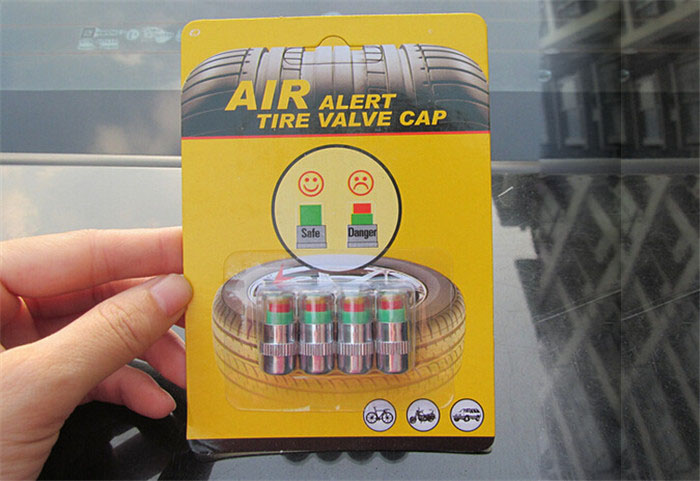 AIR ALERT
TIRE VALVE CAP
Safe Danger